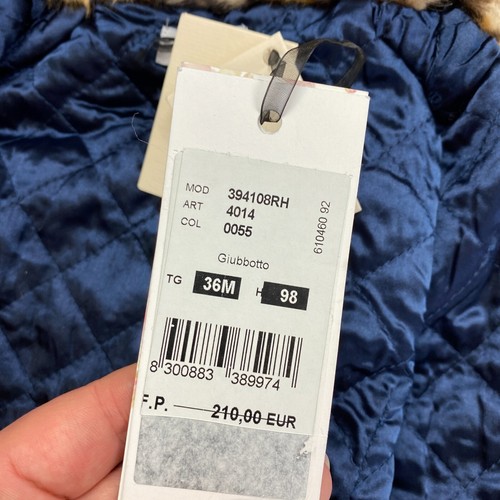 MOD 394108RH
ART 4014
COL 0055
610460 92
Giubbotto
TG 36M H 98
8 300883 389974
F.P. 210,00 EUR